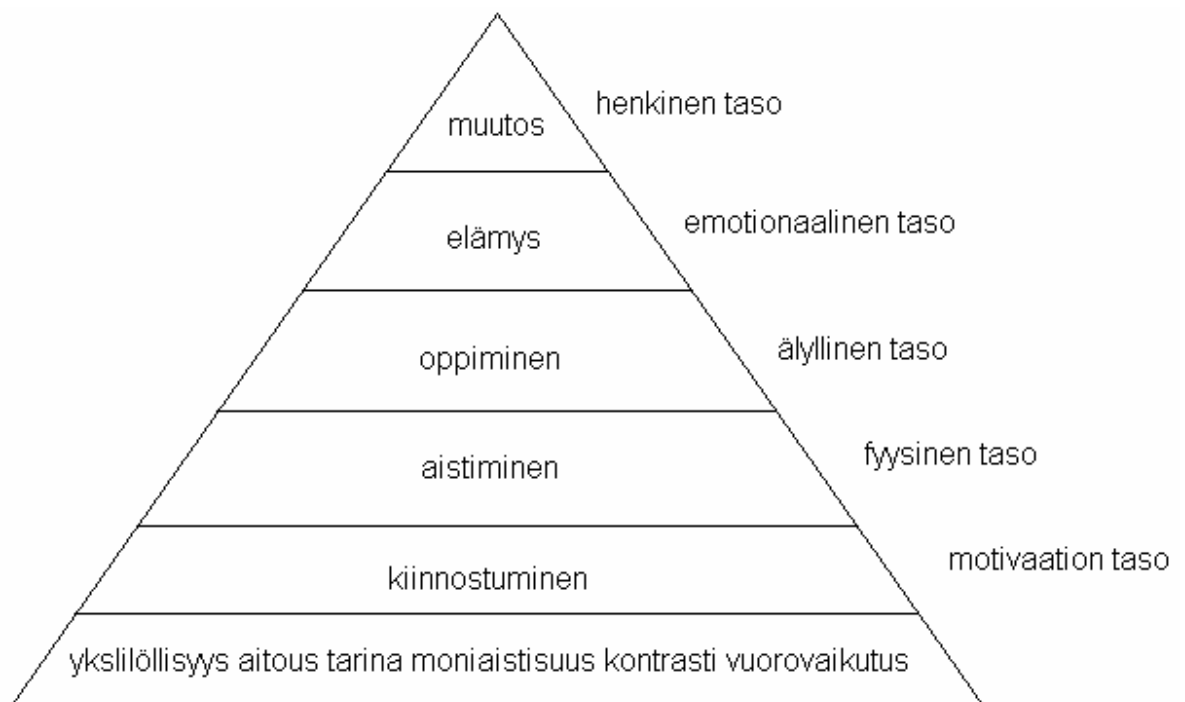 henkinen taso
muutos
emotionaalinen taso
elämys
älyllinen taso
oppiminen
fyysinen taso
aistiminen
motivaation taso
kiinnostuminen
ykslilöllisyys aitous tarina moniaistisuus kontrasti vuorovaikutus